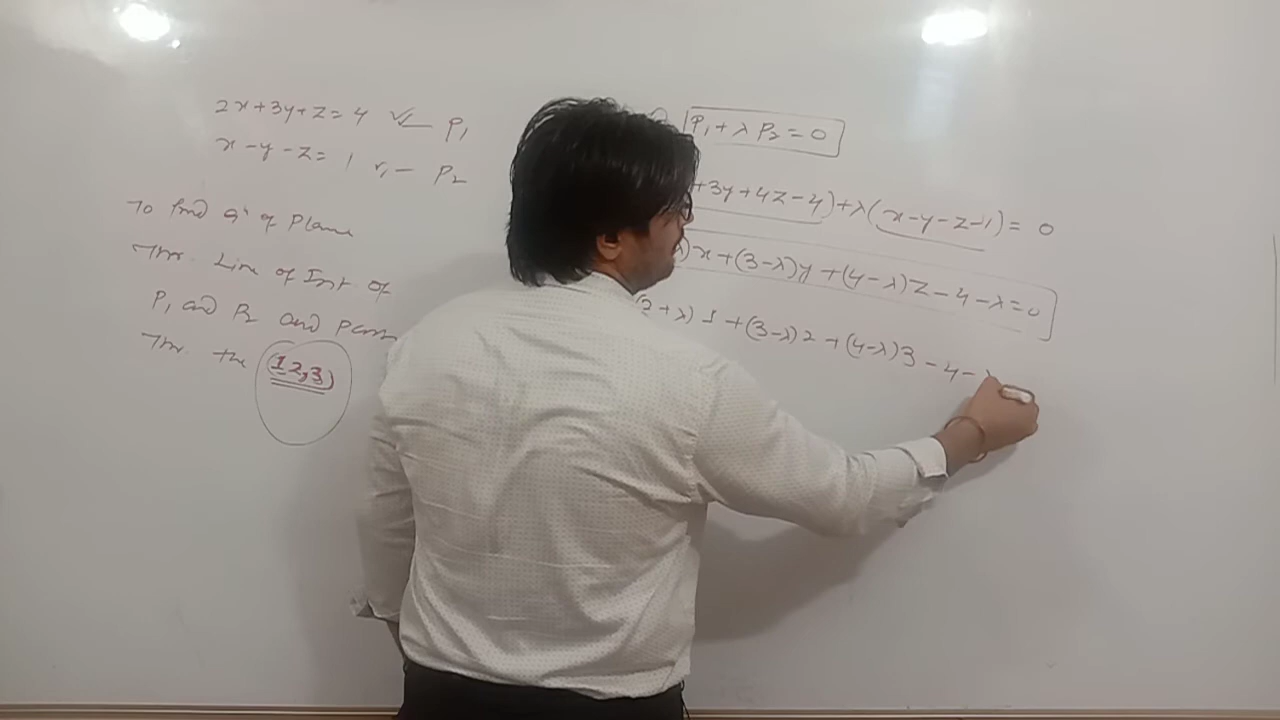 2x+3y+z=4 ✓ P₁
x-y-z=1 r,- P₂
To find of Plane
Thr. Line of Int of
P₁ and P₂ and pass
Thr. the (1 2,3)
P₁+λP₂=0
+3y+4z-4)+λ(x-y-z-1)=0
)x+(3-λ)y+(4-λ)z-4-λ=0
(2+λ)1+(3-λ)2+(4-λ)3-4-